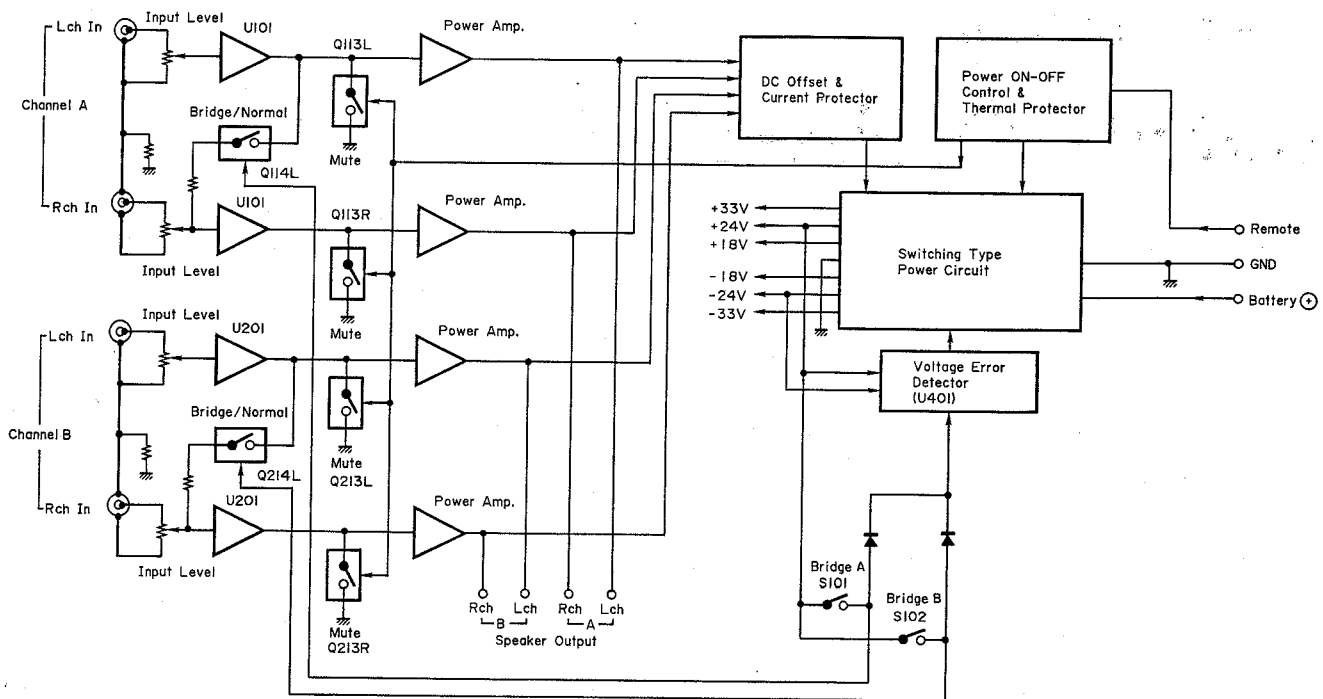 Lch In
Input Level
U101
Q113L
Power Amp.
DC Offset &
Current Protector
Power ON-OFF
Control &
Thermal Protector
Channel A
Bridge/Normal
Mute
Q114L
Rch In
U101
Q113R
Power Amp.
Input Level
Mute
+33V
+24V
+18V
-18V
-24V
-33V
Switching Type
Power Circuit
Remote
GND
Battery +
Lch In
Input Level
U201
Power Amp.
Voltage Error
Detector
(U401)
Channel B
Bridge/Normal
Q214L
Mute
Q213L
Rch In
U201
Power Amp.
Input Level
Mute
Q213R
Rch Lch Rch Lch
B A
Speaker Output
Bridge A
S101
Bridge B
S102